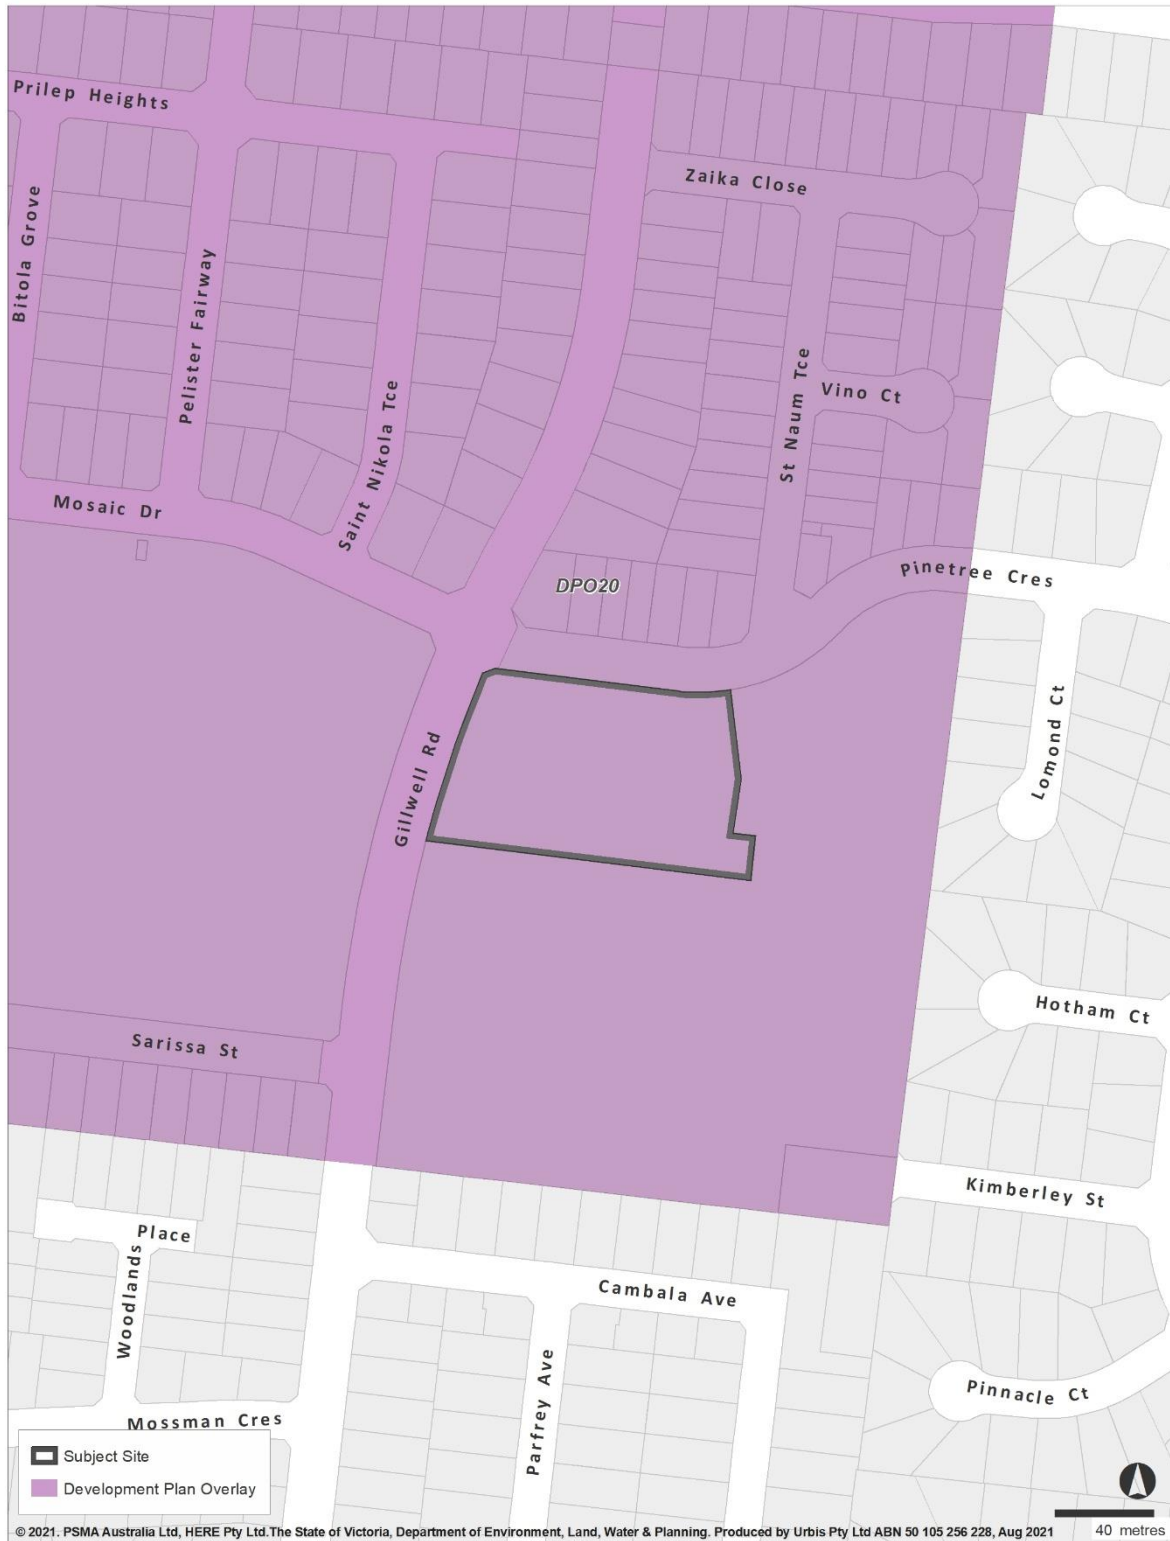 Prilep Heights
Zaika Close
Bitola Grove
Pelister Fairway
Saint Nikola Tce
St Naum Tce
Vino Ct
Mosaic Dr
Pinetree Cres
DPO20
Lomond Ct
Gillwell Rd
Hotham Ct
Sarissa St
Kimberley St
Place
Woodlands
Cambala Ave
Parfrey Ave
Pinnacle Ct
Mossman Cres
Subject Site
Development Plan Overlay
40 metres
© 2021. PSMA Australia Ltd, HERE Pty Ltd.The State of Victoria, Department of Environment, Land, Water & Planning. Produced by Urbis Pty Ltd ABN 50 105 256 228, Aug 2021